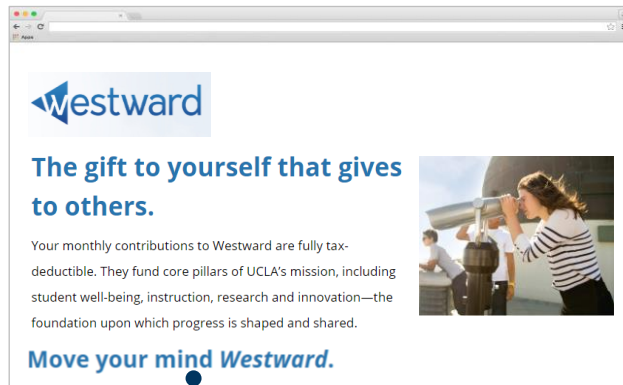 Apps
westward
The gift to yourself that gives
to others.
Your monthly contributions to Westward are fully tax-
deductible. They fund core pillars of UCLA's mission, including
student well-being, instruction, research and innovation—the
foundation upon which progress is shaped and shared.
Move your mind Westward.